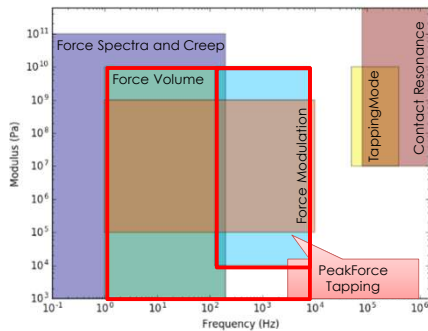 Force Spectra and Creep
Force Volume
Force Modulation
TappingMode
Contact Resonance
PeakForce
Tapping
Modulus (Pa)
10¹¹
10¹⁰
10⁹
10⁸
10⁷
10⁶
10⁵
10⁴
10³
10⁻¹ 10⁰ 10¹ 10² 10³ 10⁴ 10⁵ 10⁶
Frequency (Hz)